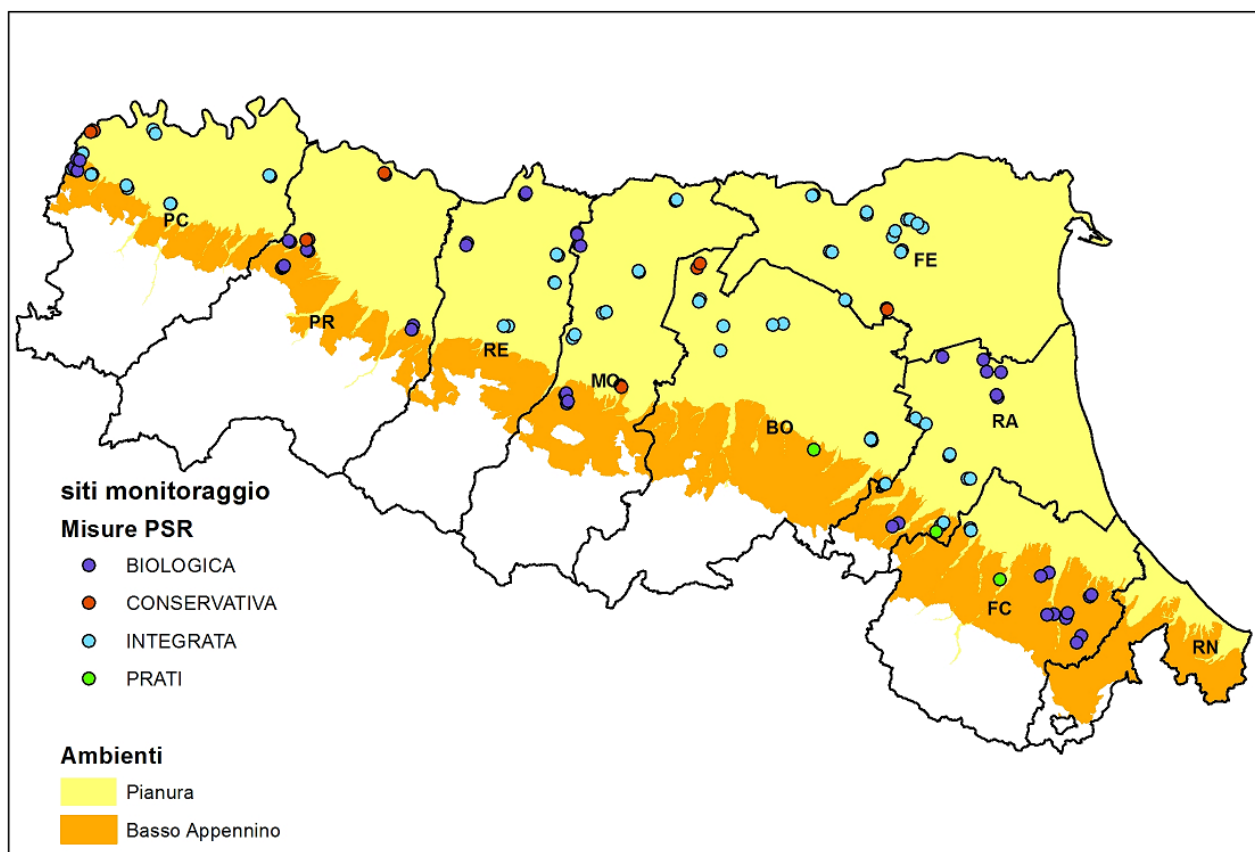 PC
FE
PR
RE
MO
BO
RA
FC
RN
siti monitoraggio
Misure PSR
BIOLOGICA
CONSERVATIVA
INTEGRATA
PRATI
Ambienti
Pianura
Basso Appennino